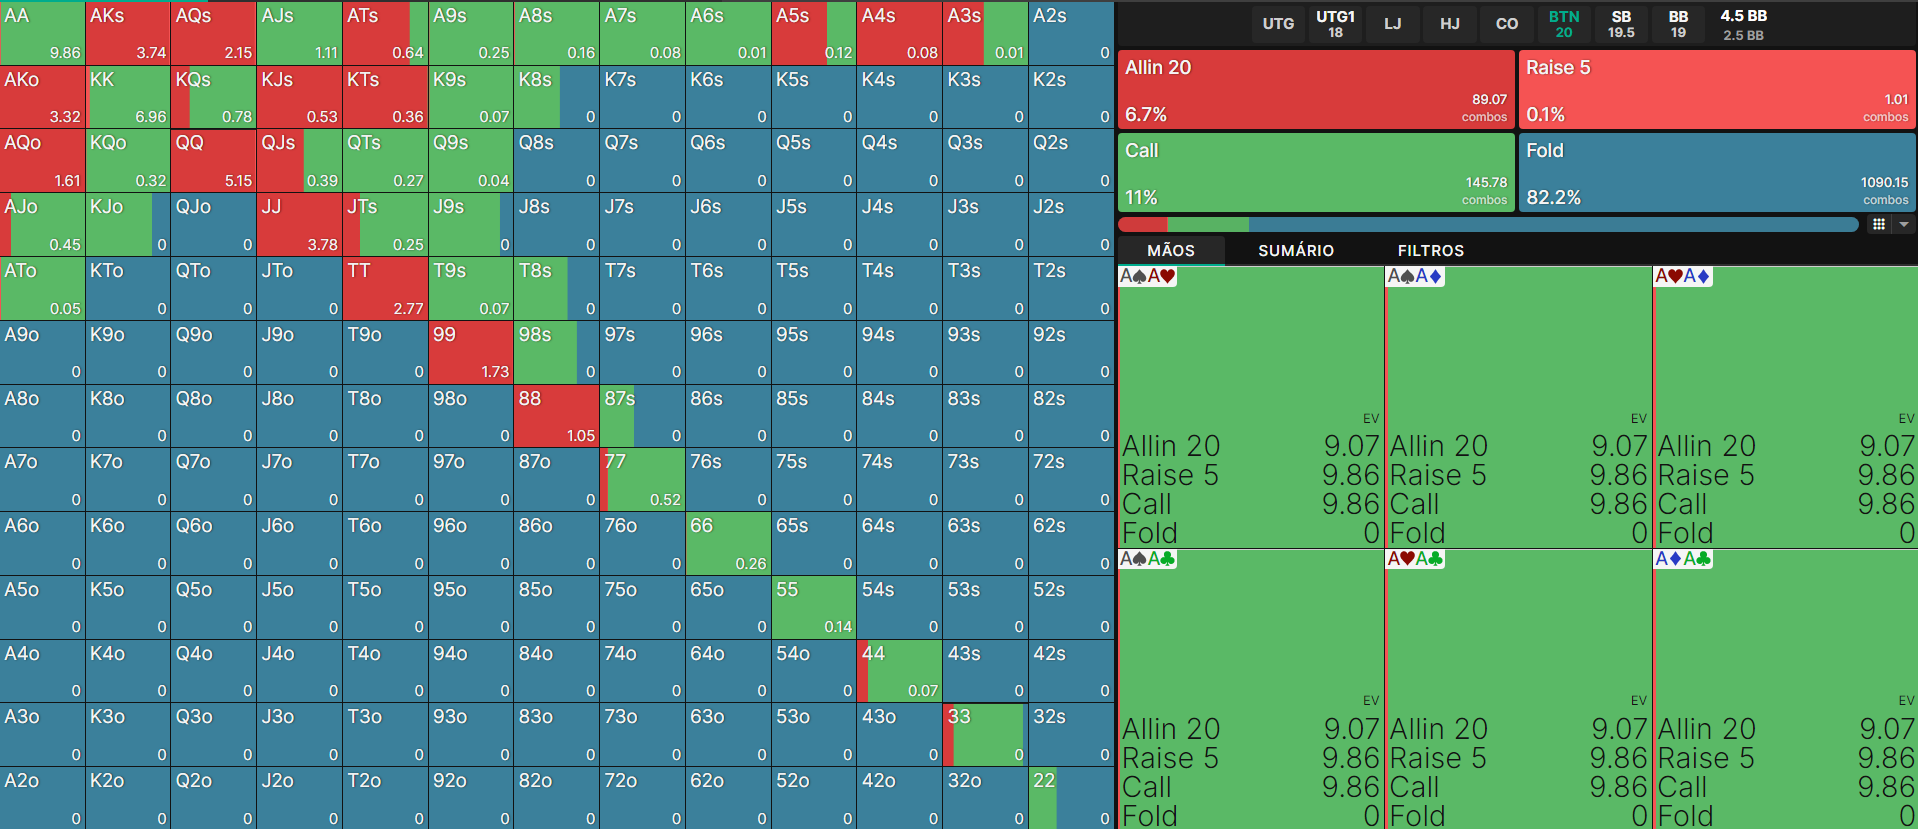 AA AKs AQs AJs ATs A9s A8s A7s A6s A5s A4s A3s A2s
9.86 3.74 2.15 1.11 0.64 0.25 0.16 0.08 0.01 0.12 0.08 0.01 0
AKo KK KQs KJs KTs K9s K8s K7s K6s K5s K4s K3s K2s
3.32 6.96 0.78 0.53 0.36 0.07 0 0 0 0 0 0 0
AQo KQo QQ QJs QTs Q9s Q8s Q7s Q6s Q5s Q4s Q3s Q2s
1.61 0.32 5.15 0.39 0.27 0.04 0 0 0 0 0 0 0
AJo KJo QJo JJ JTs J9s J8s J7s J6s J5s J4s J3s J2s
0.45 0 0 3.78 0.25 0 0 0 0 0 0 0 0
ATo KTo QTo JTo TT T9s T8s T7s T6s T5s T4s T3s T2s
0.05 0 0 0 2.77 0.07 0 0 0 0 0 0 0
A9o K9o Q9o J9o T9o 99 98s 97s 96s 95s 94s 93s 92s
0 0 0 0 0 1.73 0 0 0 0 0 0 0
A8o K8o Q8o J8o T8o 98o 88 87s 86s 85s 84s 83s 82s
0 0 0 0 0 0 1.05 0 0 0 0 0 0
A7o K7o Q7o J7o T7o 97o 87o 77 76s 75s 74s 73s 72s
0 0 0 0 0 0 0 0.52 0 0 0 0 0
A6o K6o Q6o J6o T6o 96o 86o 76o 66 65s 64s 63s 62s
0 0 0 0 0 0 0 0 0.26 0 0 0 0
A5o K5o Q5o J5o T5o 95o 85o 75o 65o 55 54s 53s 52s
0 0 0 0 0 0 0 0 0 0.14 0 0 0
A4o K4o Q4o J4o T4o 94o 84o 74o 64o 54o 44 43s 42s
0 0 0 0 0 0 0 0 0 0 0.07 0 0
A3o K3o Q3o J3o T3o 93o 83o 73o 63o 53o 43o 33 32s
0 0 0 0 0 0 0 0 0 0 0 0 0
A2o K2o Q2o J2o T2o 92o 82o 72o 62o 52o 42o 32o 22
0 0 0 0 0 0 0 0 0 0 0 0 0
UTG UTG1 LJ HJ CO BTN SB BB 4.5 BB
18 20 19.5 19 2.5 BB
Allin 20 Raise 5
89.07 1.01
6.7% combos 0.1% combos
Call Fold
145.78 1090.15
11% combos 82.2% combos
MÃOS SUMÁRIO FILTROS
A♠A♥ A♠A♦ A♥A♦
EV EV EV
Allin 20 9.07 Allin 20 9.07 Allin 20 9.07
Raise 5 9.86 Raise 5 9.86 Raise 5 9.86
Call 9.86 Call 9.86 Call 9.86
Fold 0 Fold 0 Fold 0
A♠A♣ A♥A♣ A♦A♣
EV EV EV
Allin 20 9.07 Allin 20 9.07 Allin 20 9.07
Raise 5 9.86 Raise 5 9.86 Raise 5 9.86
Call 9.86 Call 9.86 Call 9.86
Fold 0 Fold 0 Fold 0